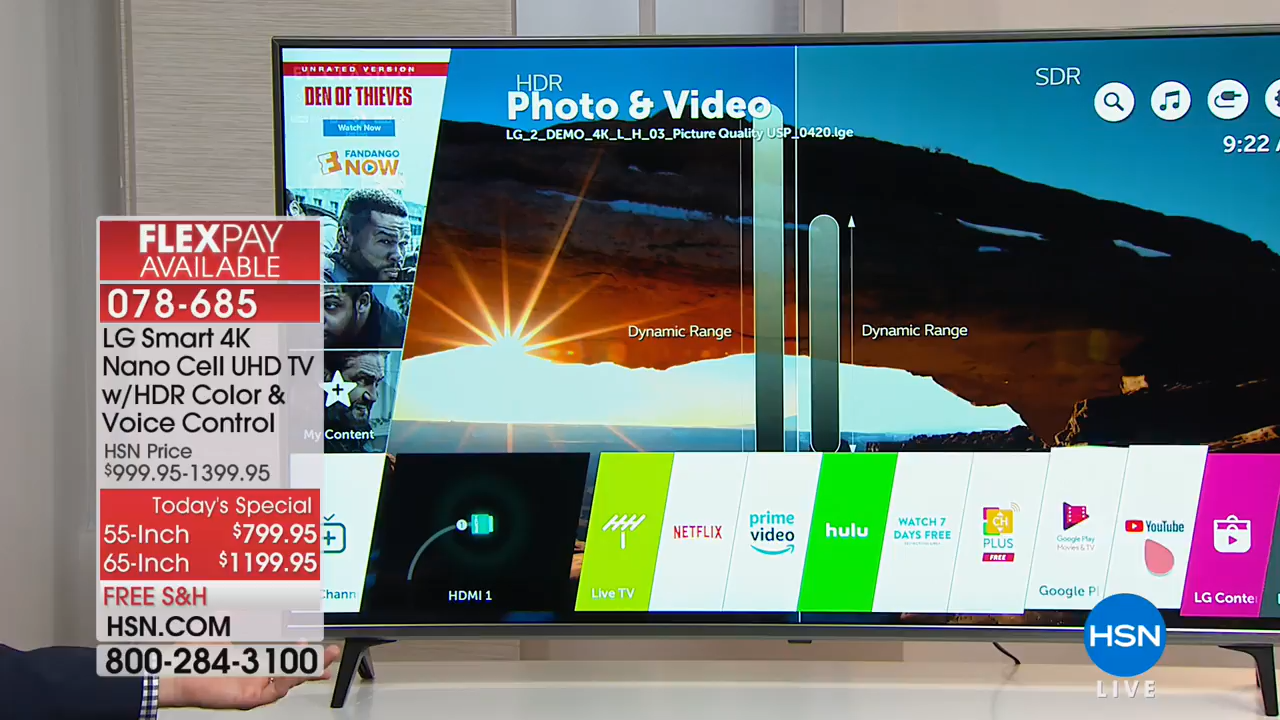 FLEXPAY
AVAILABLE
078-685
LG Smart 4K
Nano Cell UHD TV
w/HDR Color &
Voice Control
HSN Price
$999.95-1399.95
Today's Special
55-Inch $799.95
65-Inch $1199.95
FREE S&H
HSN.COM
800-284-3100
UNRATED VERSION
DEN OF THIEVES
Watch Now
FANDANGO
NOW
My Content
HDR
Photo & Video
LG_2_DEMO_4K_L_H_03_Picture Quality USP_0420.lge
SDR
9:22
Dynamic Range
Dynamic Range
Chann
HDMI 1
Live TV
NETFLIX
prime
video
hulu
WATCH 7
DAYS FREE
CH
PLUS
FREE
Google Play
Movies & TV
Google Pl
YouTube
LG Conte
HSN
LIVE